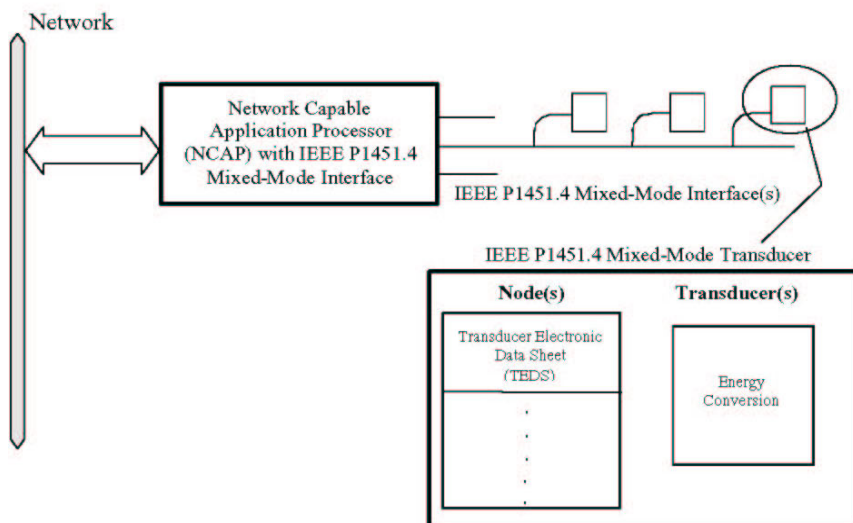 Network
Network Capable
Application Processor
(NCAP) with IEEE P1451.4
Mixed-Mode Interface
IEEE P1451.4 Mixed-Mode Interface(s)
IEEE P1451.4 Mixed-Mode Transducer
Node(s)
Transducer(s)
Transducer Electronic
Data Sheet
(TEDS)
Energy
Conversion